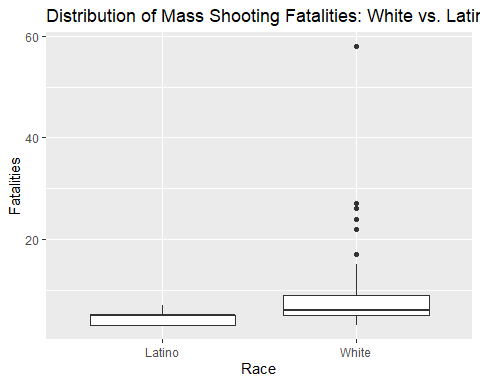 Distribution of Mass Shooting Fatalities: White vs. Latin
60
40
20
Fatalities
Latino
White
Race